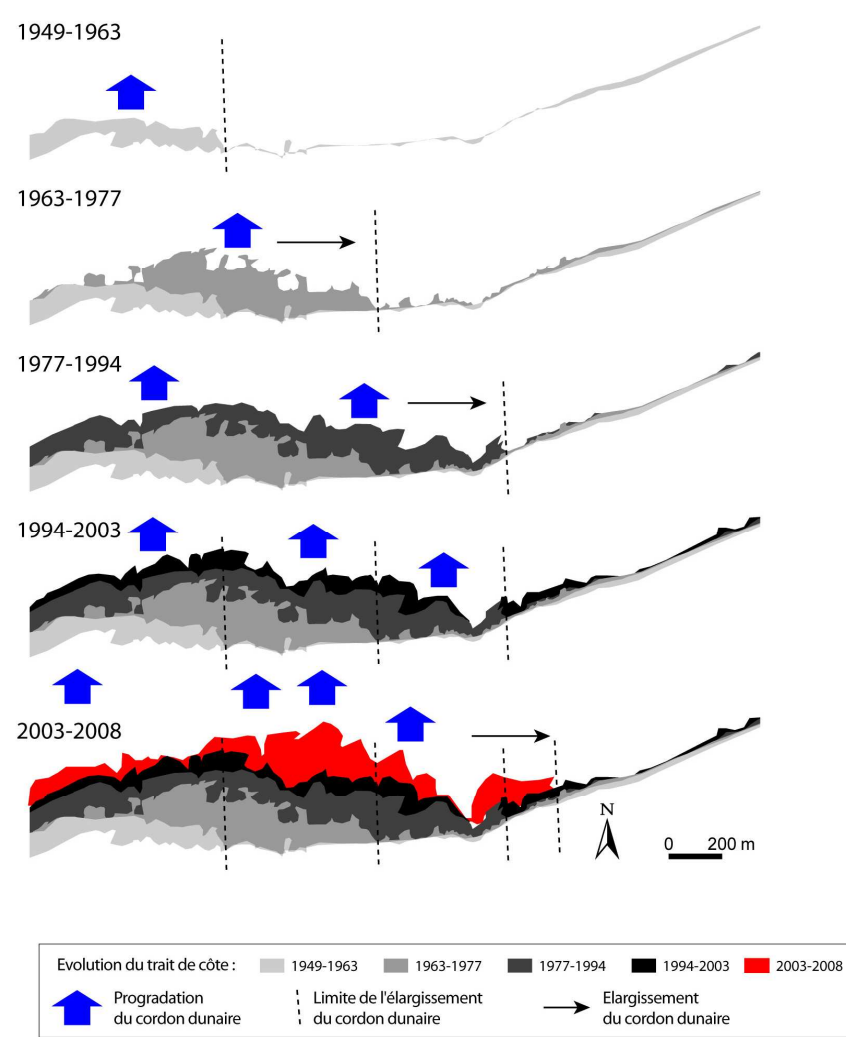 1949-1963
1963-1977
1977-1994
1994-2003
2003-2008
N
0 200 m
Evolution du trait de côte : 1949-1963 1963-1977 1977-1994 1994-2003 2003-2008
Progradation
du cordon dunaire
Limite de l'élargissement
du cordon dunaire
Elargissement
du cordon dunaire